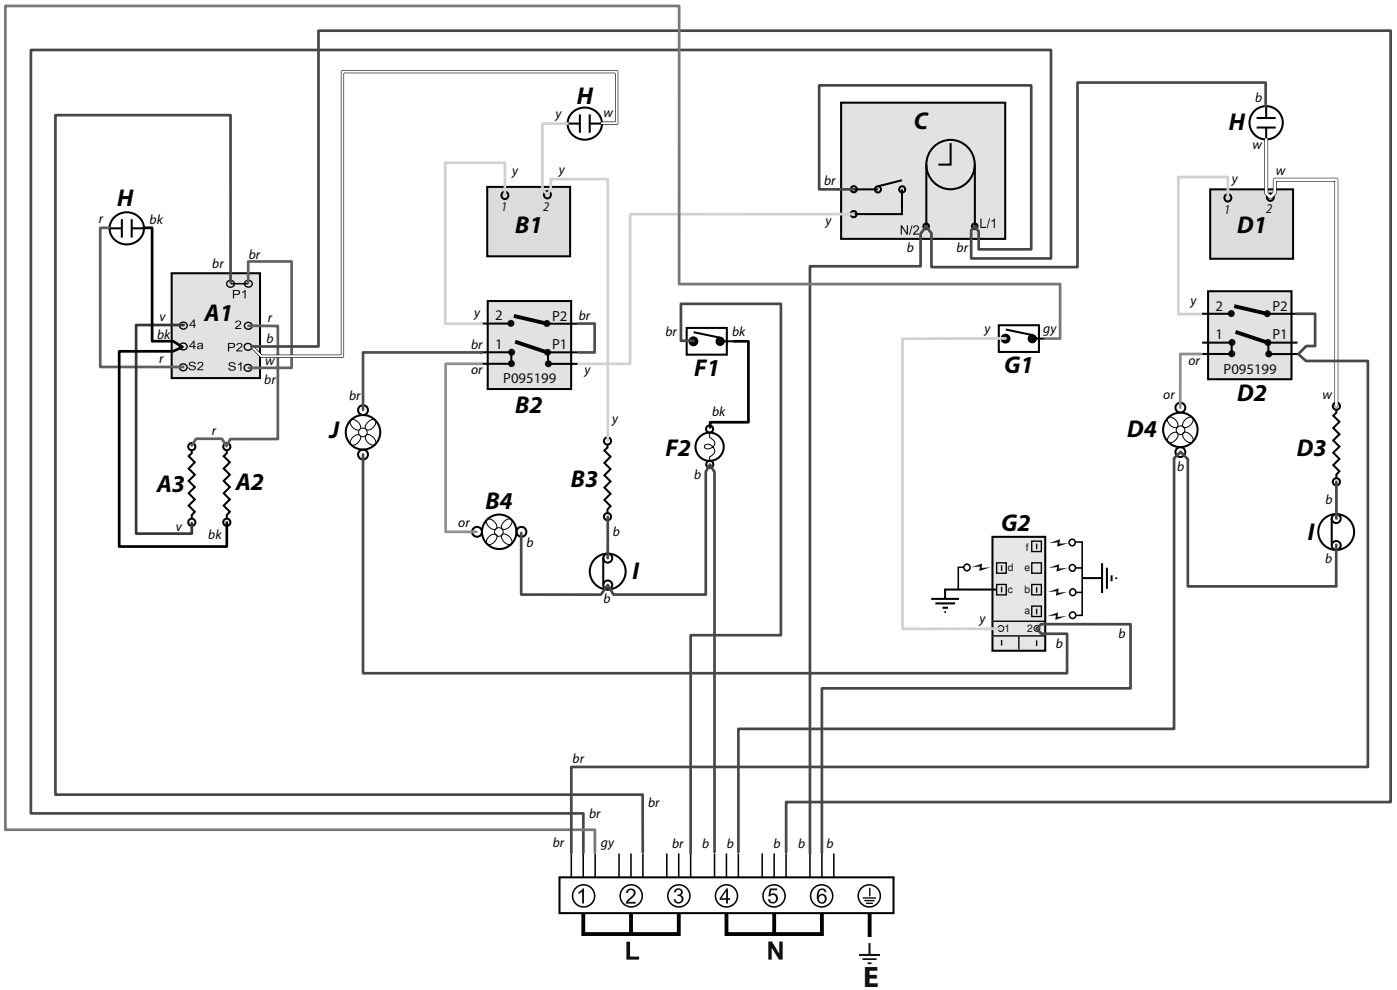 b
H
H
y
w
C
H
w
y
y
w
y
br
H
1
2
B1
1
2
D1
r
bk
y
N/2
L/1
b
br
br
br
P1
A1
v
4
2
r
bk
4a
P2
b
r
S2
S1
w
br
y
2
P2
br
br
1
P1
or
y
P095199
B2
br
bk
F1
y
gy
G1
y
2
P2
1
P1
or
P095199
D2
br
J
bk
F2
b
y
B3
b
or
D4
b
w
D3
b
r
A3
A2
v
bk
B4
or
b
I
b
G2
f
d
e
c
b
a
y
1
2
b
b
I
b
br
br
br
br
gy
br
b
b
b
b
1
2
3
4
5
6
L
N
E